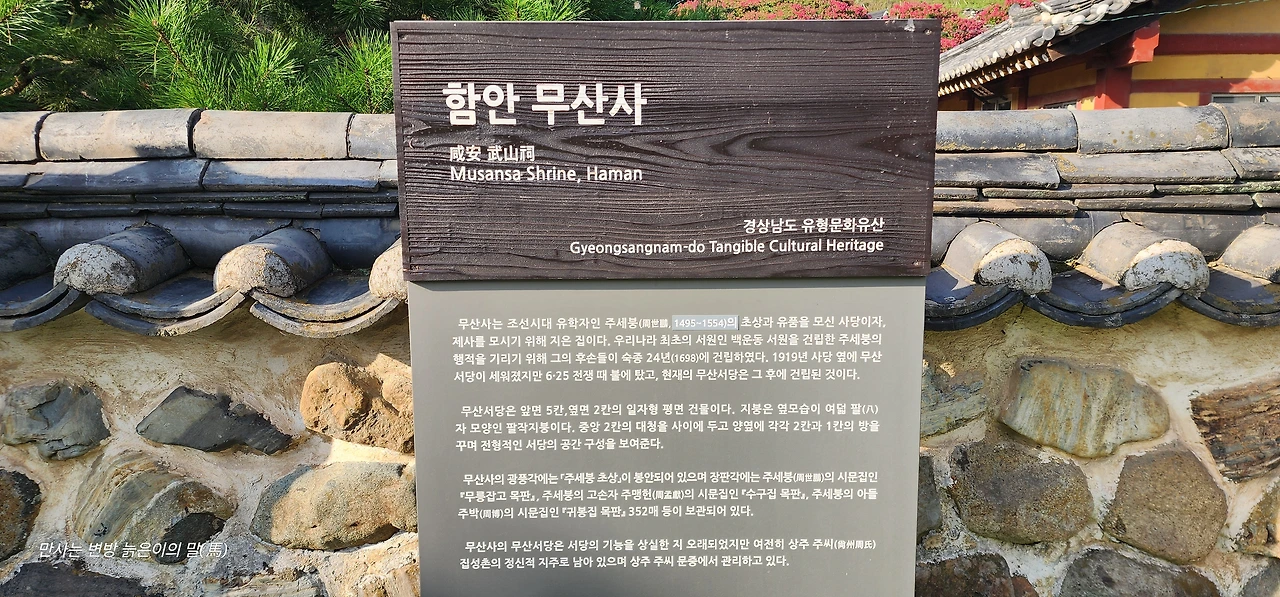 함안 무산사
咸安 武山祠
Musansa Shrine, Haman
경상남도 유형문화유산
Gyeongsangnam-do Tangible Cultural Heritage
무산사는 조선시대 유학자인 주세붕(周世鵬, 1495-1554)의 초상과 유품을 모신 사당이자,
제사를 모시기 위해 지은 집이다. 우리나라 최초의 서원인 백운동 서원을 건립한 주세붕의
행적을 기리기 위해 그의 후손들이 숙종 24년(1698)에 건립하였다. 1919년 사당 옆에 무산
서당이 세워졌지만 6·25 전쟁 때 불에 탔고, 현재의 무산서당은 그 후에 건립된 것이다.
무산서당은 앞면 5칸,옆면 2칸의 일자형 평면 건물이다. 지붕은 옆모습이 여덟 팔(八)
자 모양인 팔작지붕이다. 중앙 2칸의 대청을 사이에 두고 양옆에 각각 2칸과 1칸의 방을
꾸며 전형적인 서당의 공간 구성을 보여준다.
무산사의 광풍각에는 『주세붕 초상』이 봉안되어 있으며 장판각에는 주세붕(周世鵬)의 시문집인
『무릉잡고 목판』, 주세붕의 고손자 주맹헌(周孟獻)의 시문집인 『수구집 목판』, 주세붕의 아들
주박(周博)의 시문집인 『귀봉집 목판』 352매 등이 보관되어 있다.
무산사의 무산서당은 서당의 기능을 상실한 지 오래되었지만 여전히 상주 주씨(尙州周氏)
집성촌의 정신적 지주로 남아 있으며 상주 주씨 문중에서 관리하고 있다.
만사는 변방 늙은이의 말(馬)